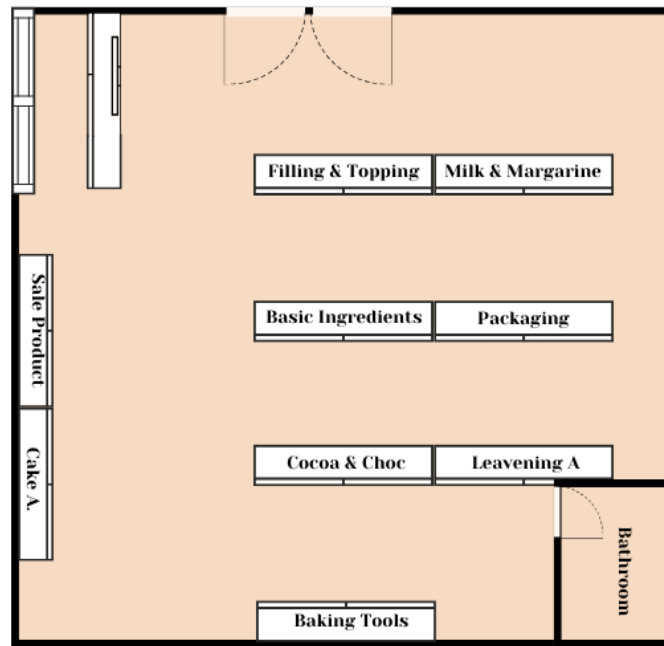 Filling & Topping
Milk & Margarine
Sale Product
Basic Ingredients
Packaging
Cake A.
Cocoa & Choc
Leavening A
Bathroom
Baking Tools